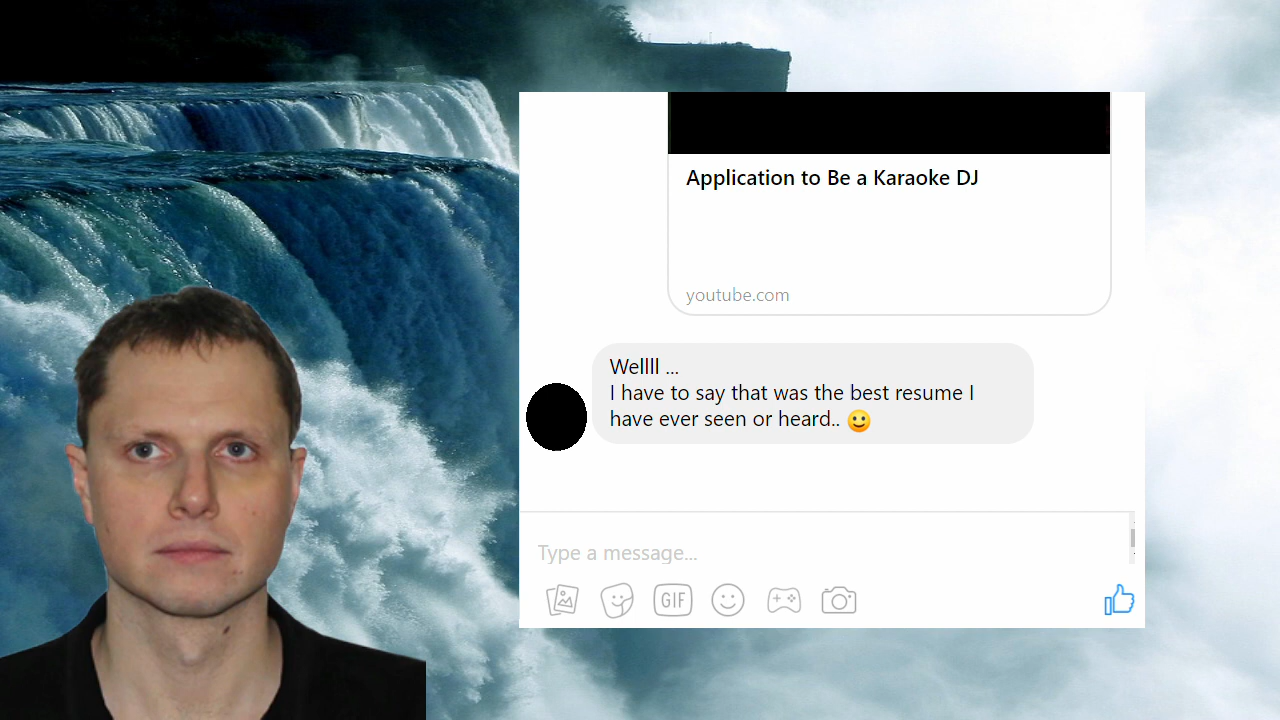 Application to Be a Karaoke DJ
youtube.com
Wellll ...
I have to say that was the best resume I
have ever seen or heard.. 🙂
Type a message...
GIF